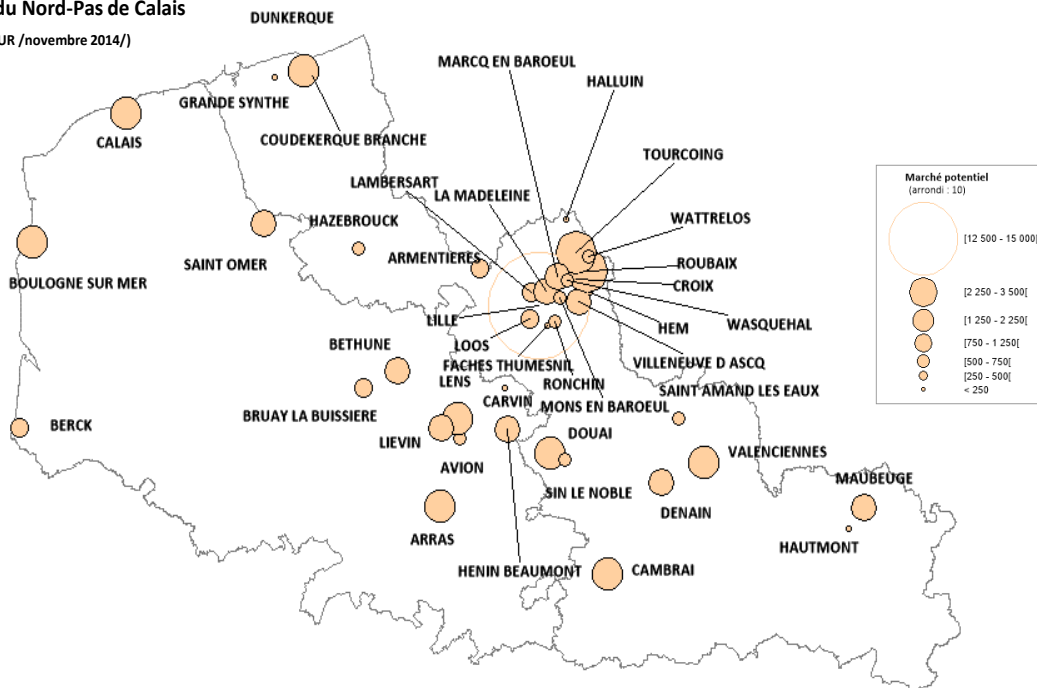 du Nord-Pas de Calais
UR /novembre 2014/)
DUNKERQUE
MARCQ EN BAROEUL
HALLUIN
GRANDE SYNTHE
CALAIS
COUDEKERQUE BRANCHE
TOURCOING
LAMBERSART
LA MADELEINE
HAZEBROUCK
WATTRELOS
SAINT OMER
ARMENTIERES
ROUBAIX
CROIX
BOULOGNE SUR MER
LILLE
HEM
WASQUEHAL
LOOS
BETHUNE
FACHES THUMESNIL
VILLENEUVE D ASCQ
LENS
RONCHIN
SAINT AMAND LES EAUX
CARVIN
MONS EN BAROEUL
BRUAY LA BUISSIERE
BERCK
LIEVIN
DOUAI
VALENCIENNES
AVION
MAUBEUGE
SIN LE NOBLE
DENAIN
ARRAS
HAUTMONT
HENIN BEAUMONT
CAMBRAI
Marché potentiel
(arrondi : 10)
[12 500 - 15 000[
[2 250 - 3 500[
[1 250 - 2 250[
[750 - 1 250[
[500 - 750[
[250 - 500[
< 250